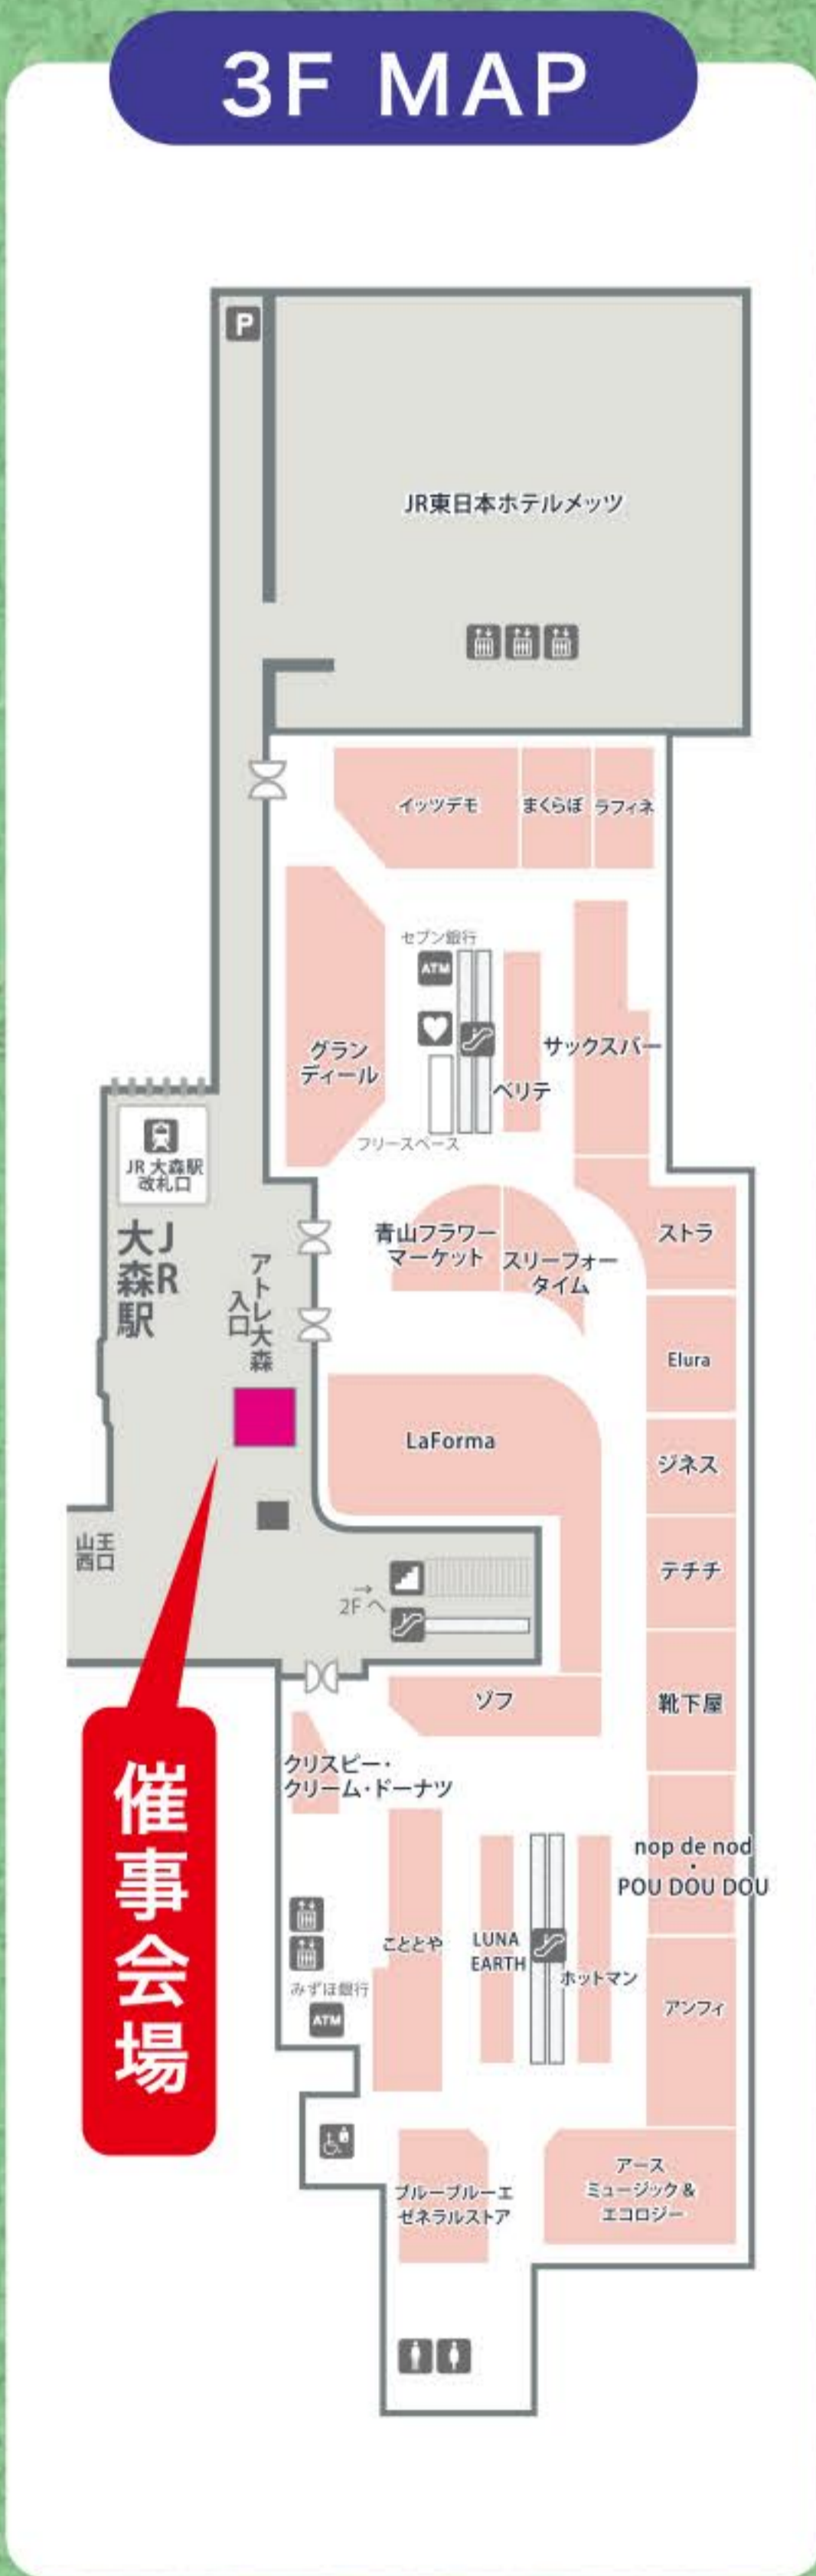 3F MAP
P
JR東日本ホテルメッツ
イッツデモ
まくらぼ
ラフィネ
セブン銀行
ATM
グラン
ディール
サックスバー
ベリテ
フリースペース
JR 大森駅
改札口
JR
大森駅
アトレ大森
入口
青山フラワー
マーケット
スリーフォー
タイム
ストラ
Elura
LaForma
ジネス
山王
西口
テチチ
→
2F へ
ゾフ
靴下屋
クリスピー・
クリーム・ドーナツ
催事会場
nop de nod
・
POU DOU DOU
こととや
LUNA
EARTH
ホットマン
みずほ銀行
ATM
アンフィ
ブルーブルーエ
ゼネラルストア
アース
ミュージック &
エコロジー